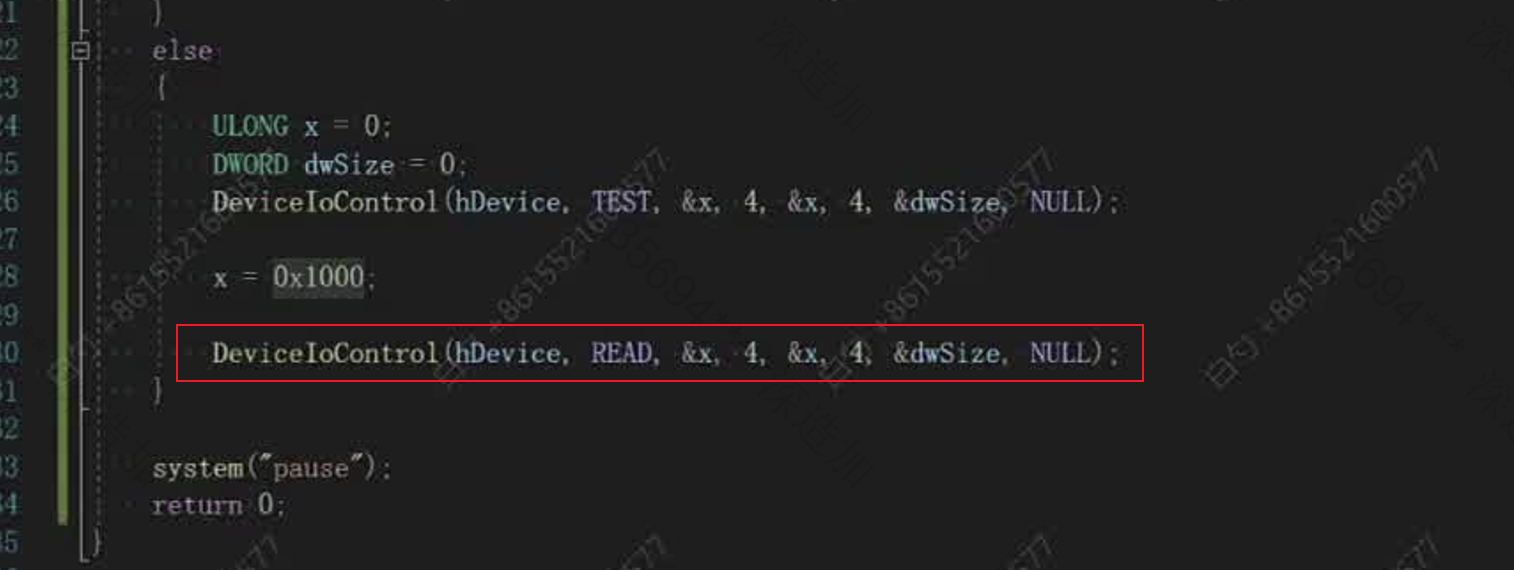 21 }
22 else
23 {
24 ULONG x = 0;
25 DWORD dwSize = 0;
26 DeviceIoControl(hDevice, TEST, &x, 4, &x, 4, &dwSize, NULL);
27
28 x = 0x1000;
29
30 DeviceIoControl(hDevice, READ, &x, 4, &x, 4, &dwSize, NULL);
31 }
32
33 system("pause");
34 return 0;
35 }